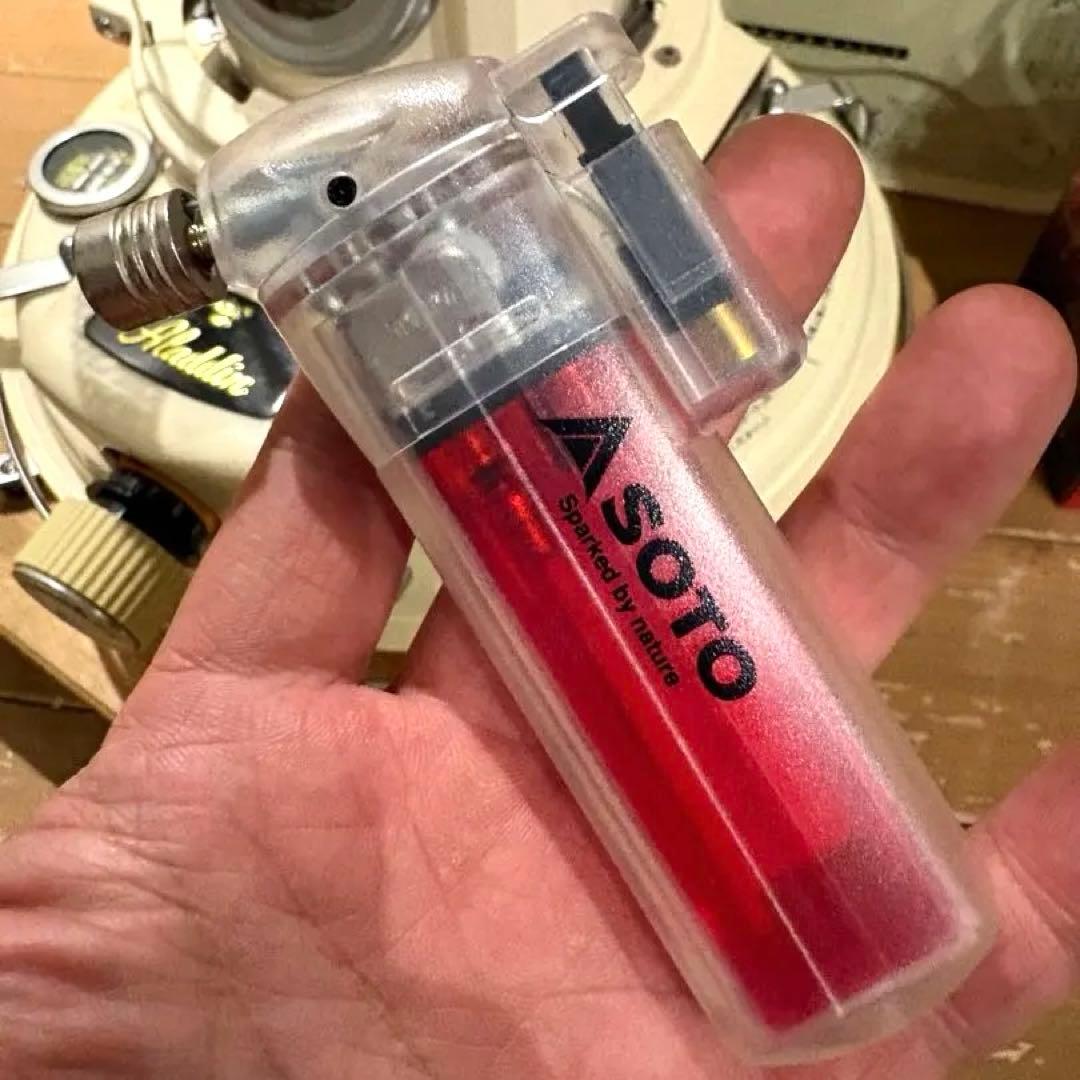 SOTO
Sparked by nature
Aladdin